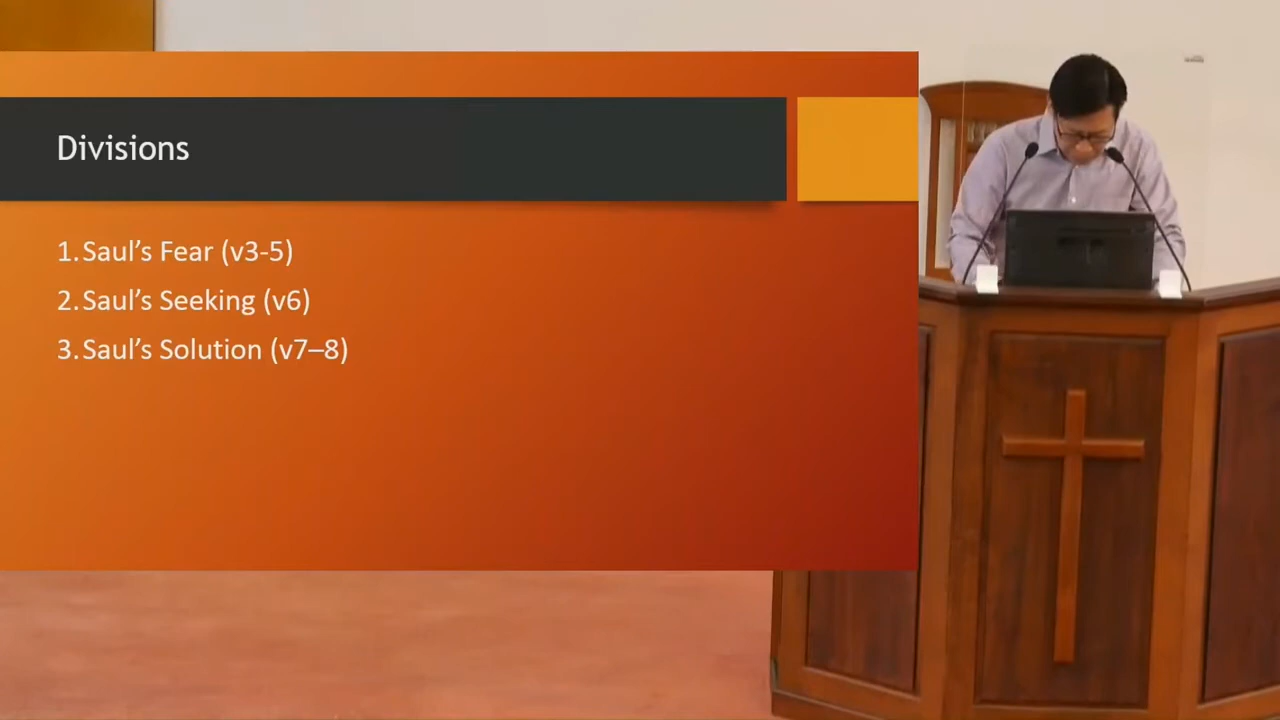 Divisions
1. Saul’s Fear (v3-5)
2. Saul’s Seeking (v6)
3. Saul’s Solution (v7–8)